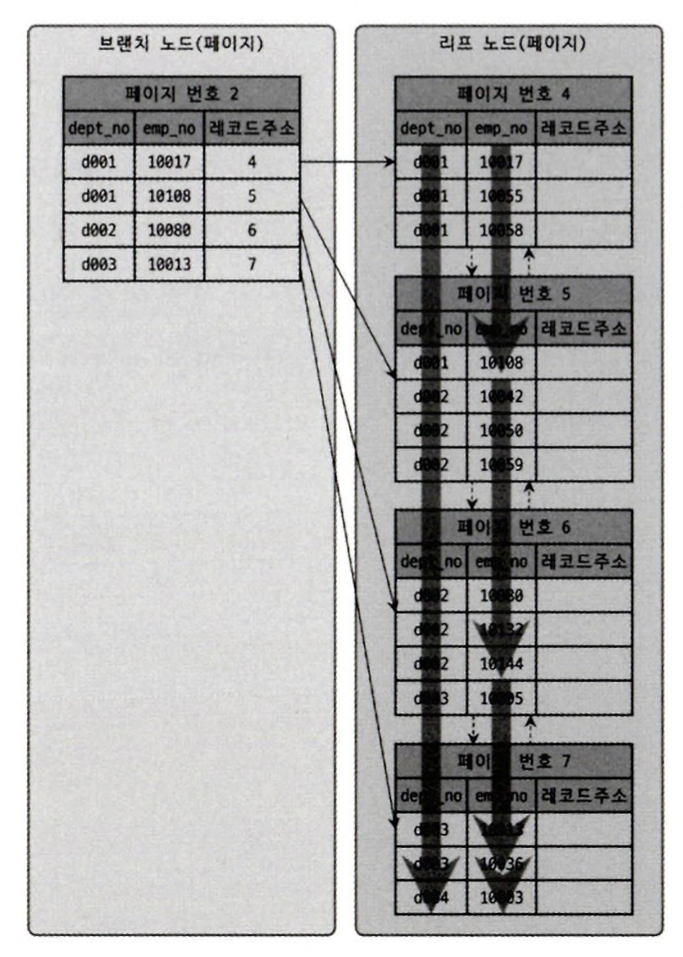 브랜치 노드(페이지)
페이지 번호 2
dept_no emp_no 레코드주소
d001 10017 4
d001 10108 5
d002 10080 6
d003 10013 7
리프 노드(페이지)
페이지 번호 4
dept_no emp_no 레코드주소
d001 10017
d001 10055
d001 10058
페이지 번호 5
dept_no emp_no 레코드주소
d001 10108
d002 10042
d002 10050
d002 10059
페이지 번호 6
dept_no emp_no 레코드주소
d002 10080
d002 10132
d002 10144
d003 10005
페이지 번호 7
dept_no emp_no 레코드주소
d003 10013
d003 10036
d004 10003